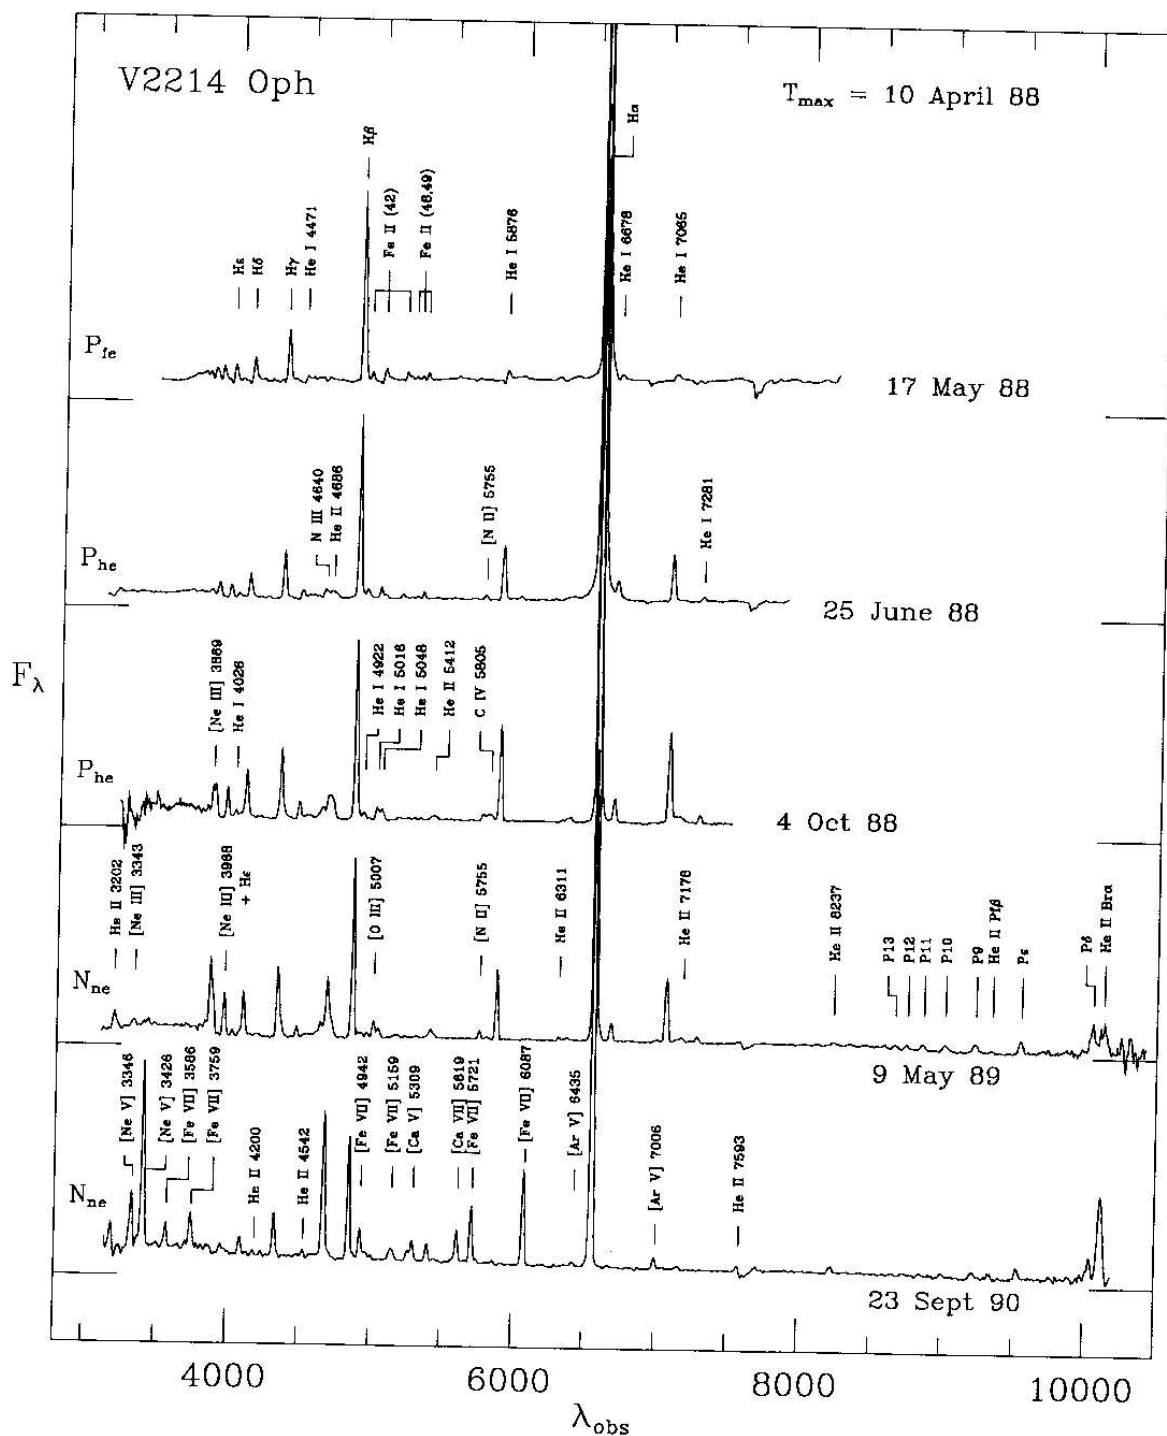 V2214 Oph
T_max = 10 April 88
Hα
Hβ
Hε
Hδ
Hγ
He I 4471
Fe II (42)
Fe II (48,49)
He I 5876
He I 6678
He I 7065
P_fe
17 May 88
N III 4640
He II 4686
[N II] 5755
He I 7281
P_he
25 June 88
F_λ
[Ne III] 3869
He I 4026
He I 4922
He I 5016
He I 5048
He II 5412
C IV 5805
P_he
4 Oct 88
He II 3202
[Ne III] 3343
[Ne III] 3968
+ Hε
[O III] 5007
[N II] 5755
He II 6311
He II 7178
He II 8237
P13
P12
P11
P10
P9
He II Pfβ
Pε
Pδ
He II Brα
N_ne
9 May 89
[Ne V] 3346
[Ne V] 3426
[Fe VII] 3586
[Fe VII] 3759
He II 4200
He II 4542
[Fe VII] 4942
[Fe VII] 5159
[Ca V] 5309
[Ca VII] 5619
[Fe VII] 5721
[Fe VII] 6087
[Ar V] 6435
[Ar V] 7006
He II 7593
N_ne
23 Sept 90
4000
6000
8000
10000
λ_obs